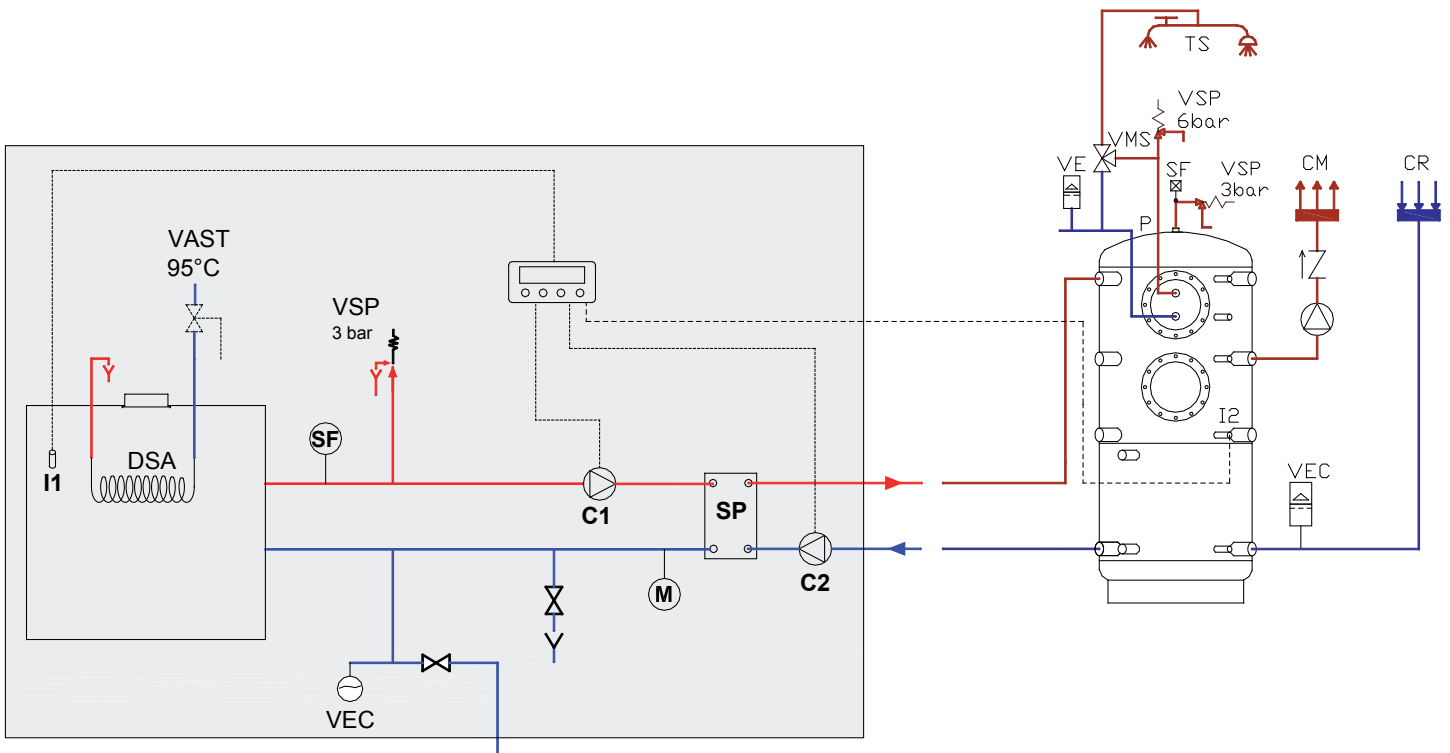 TS
VSP
6bar
VMS
VE
SF
VSP
3bar
CM
CR
P
VAST
95°C
VSP
3 bar
I1
DSA
SF
C1
SP
C2
M
VEC
I2
VEC